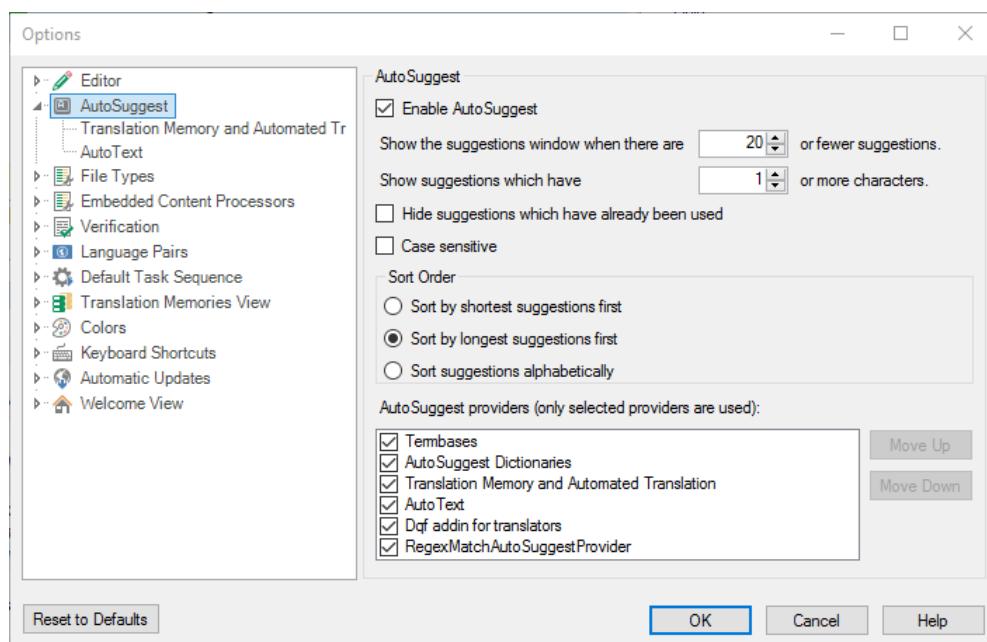 Options
Editor
AutoSuggest
Translation Memory and Automated Tr
AutoText
File Types
Embedded Content Processors
Verification
Language Pairs
Default Task Sequence
Translation Memories View
Colors
Keyboard Shortcuts
Automatic Updates
Welcome View
AutoSuggest
Enable AutoSuggest
Show the suggestions window when there are 20 or fewer suggestions.
Show suggestions which have 1 or more characters.
Hide suggestions which have already been used
Case sensitive
Sort Order
Sort by shortest suggestions first
Sort by longest suggestions first
Sort suggestions alphabetically
AutoSuggest providers (only selected providers are used):
Termbases
AutoSuggest Dictionaries
Translation Memory and Automated Translation
AutoText
Dqf addin for translators
RegexMatchAutoSuggestProvider
Move Up
Move Down
Reset to Defaults
OK
Cancel
Help